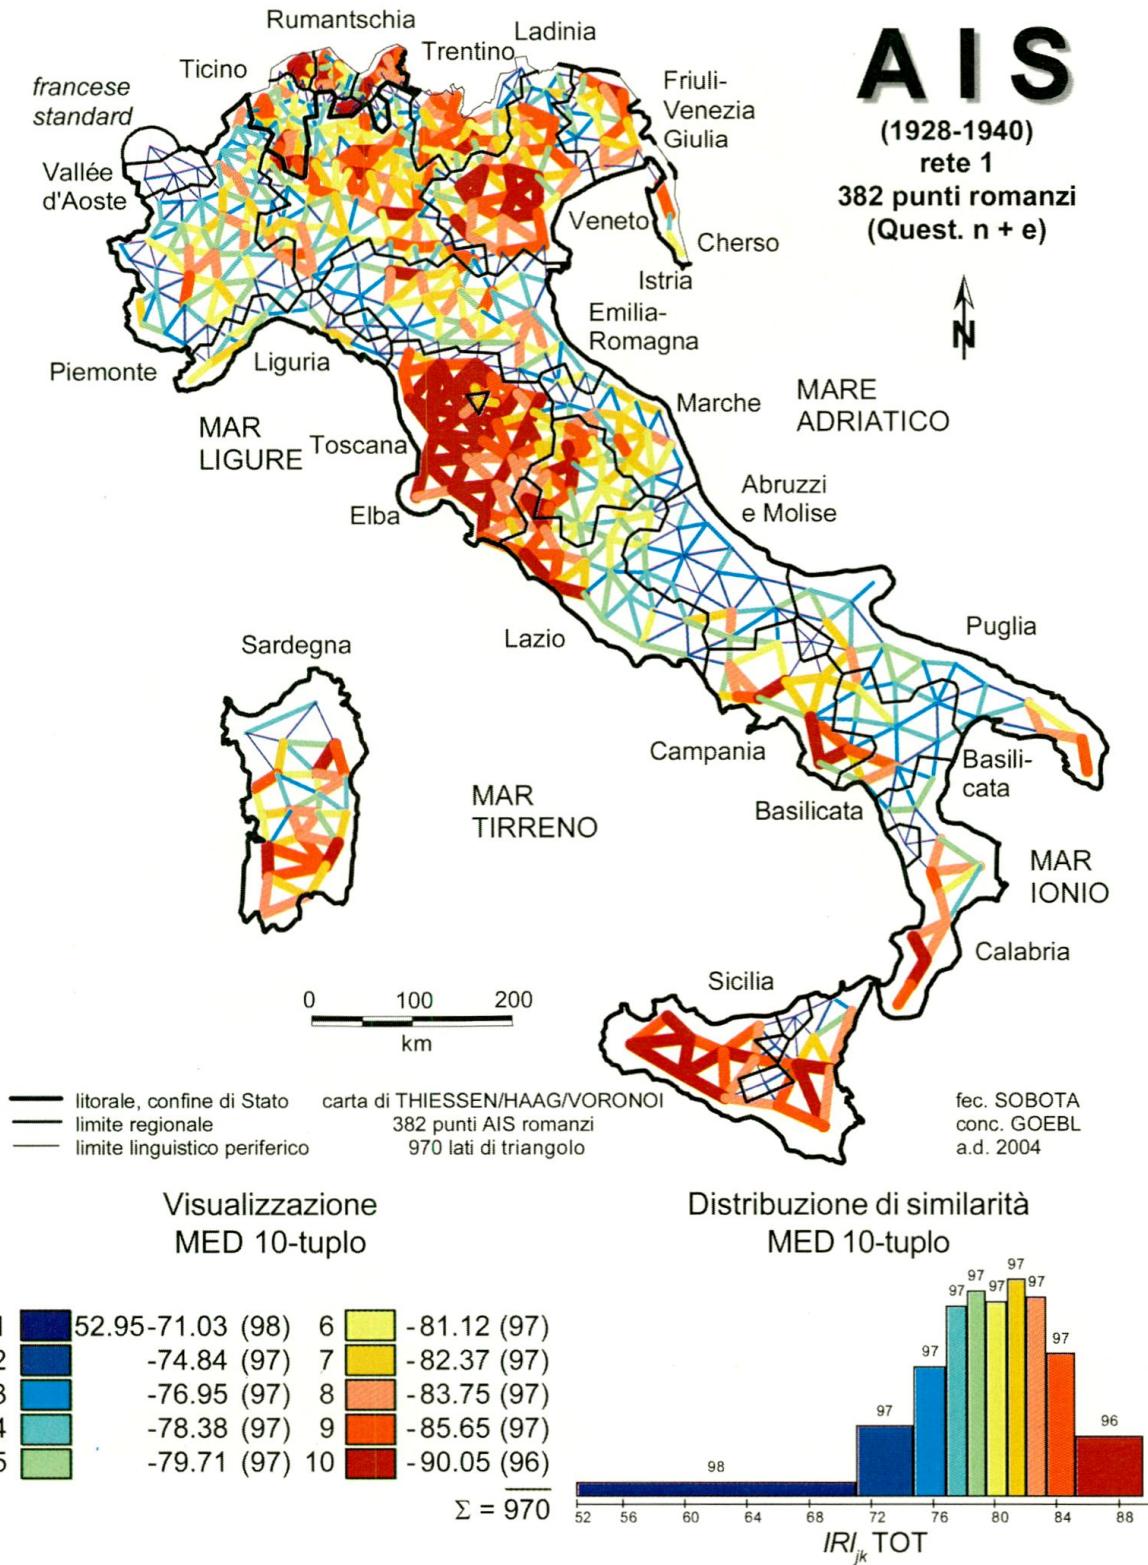 Rumantschia
Ladinia
Trentino
Ticino
francese
standard
Friuli-
Venezia
Giulia
Vallée
d'Aoste
Veneto
Cherso
Istria
Emilia-
Romagna
Piemonte
Liguria
Marche
MAR
LIGURE
Toscana
MARE
ADRIATICO
Elba
Abruzzi
e Molise
Lazio
Puglia
Sardegna
Campania
Basili-
cata
Basilicata
MAR
TIRRENO
MAR
IONIO
Calabria
Sicilia
AIS
(1928-1940)
rete 1
382 punti romanzi
(Quest. n + e)
N
0 100 200
km
litorale, confine di Stato
limite regionale
limite linguistico periferico
carta di THIESSEN/HAAG/VORONOI
382 punti AIS romanzi
970 lati di triangolo
fec. SOBOTA
conc. GOEBL
a.d. 2004
Visualizzazione
MED 10-tuplo
1 52.95-71.03 (98)
2 -74.84 (97)
3 -76.95 (97)
4 -78.38 (97)
5 -79.71 (97)
6 -81.12 (97)
7 -82.37 (97)
8 -83.75 (97)
9 -85.65 (97)
10 -90.05 (96)
Σ = 970
Distribuzione di similarità
MED 10-tuplo
98 97 97 97 97 97 97 97 97 96
52 56 60 64 68 72 76 80 84 88
IRIjk TOT